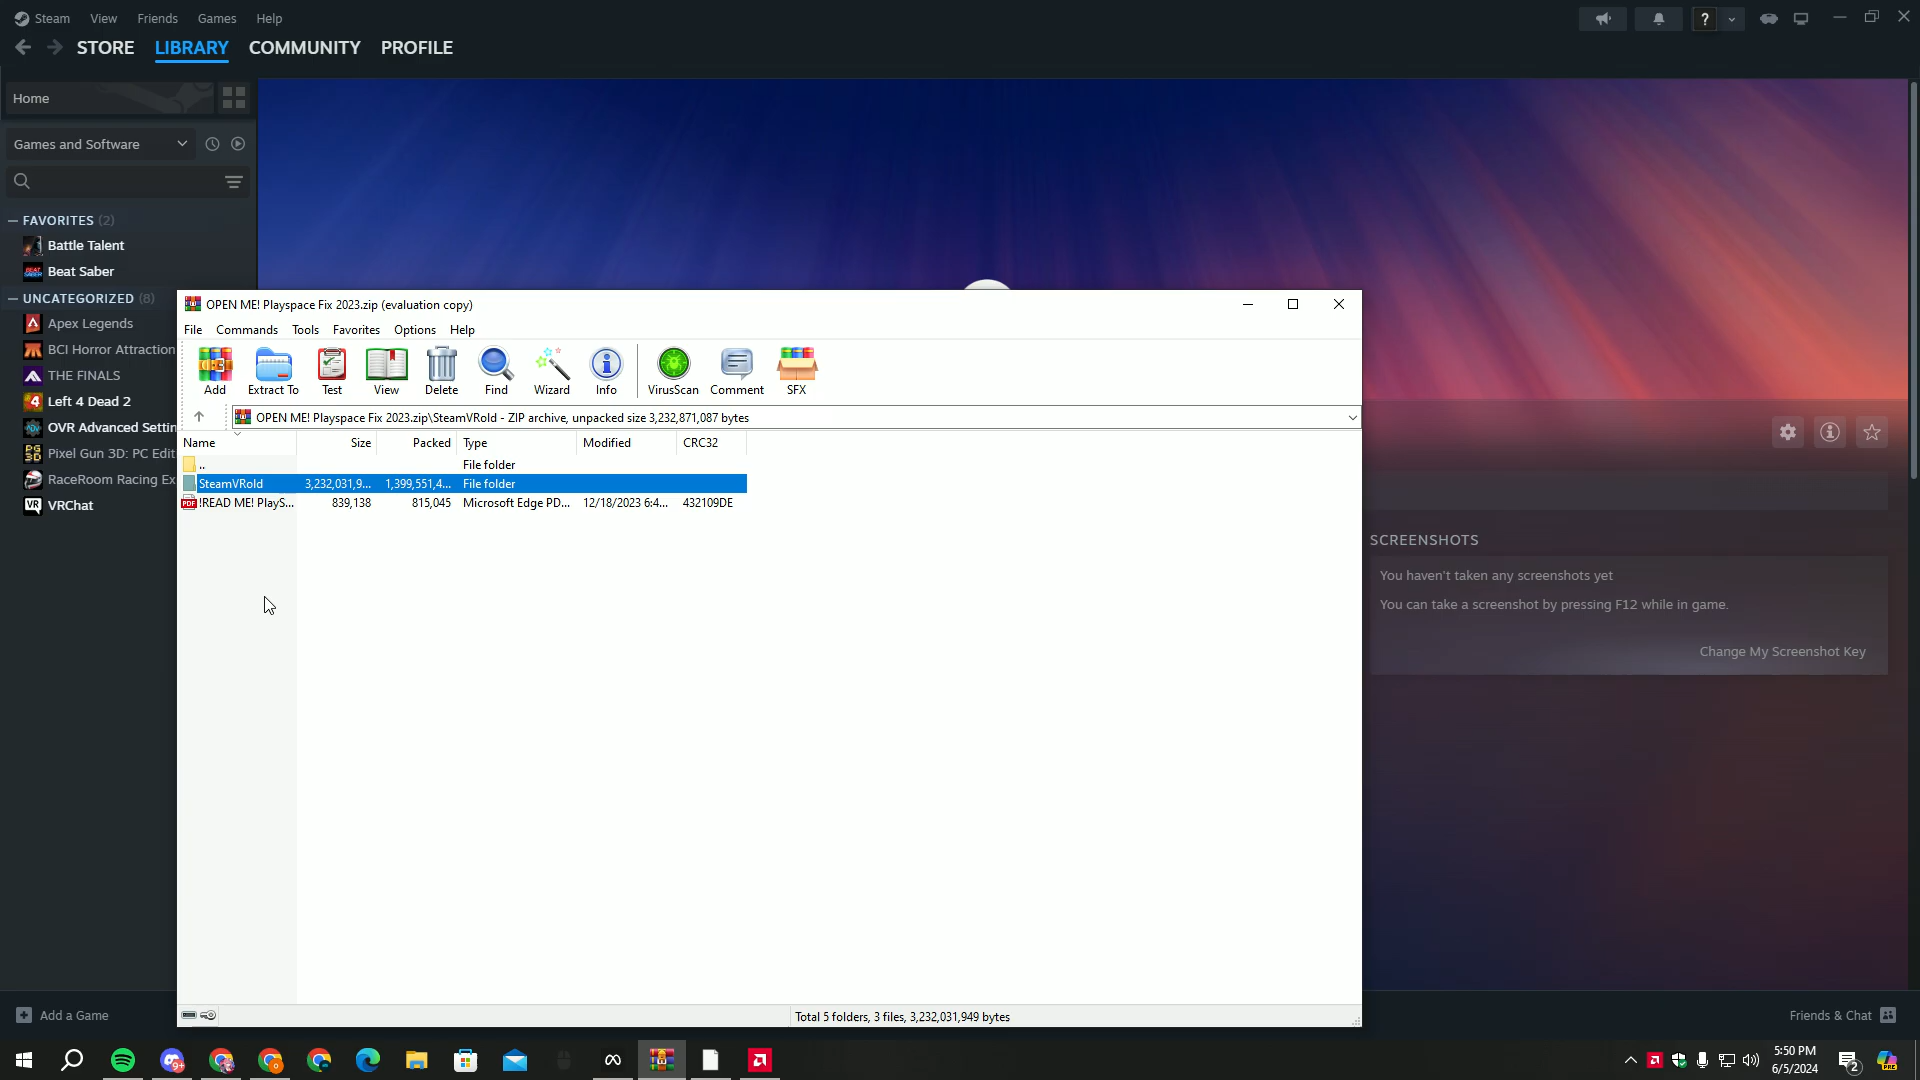 Steam View Friends Games Help
STORE LIBRARY COMMUNITY PROFILE
Home
Games and Software
FAVORITES (2)
Battle Talent
Beat Saber
UNCATEGORIZED (8)
Apex Legends
BCI Horror Attraction
THE FINALS
Left 4 Dead 2
OVR Advanced Settin
Pixel Gun 3D: PC Edit
RaceRoom Racing Ex
VRChat
OPEN ME! Playspace Fix 2023.zip (evaluation copy)
File Commands Tools Favorites Options Help
Add Extract To Test View Delete Find Wizard Info VirusScan Comment SFX
OPEN ME! Playspace Fix 2023.zip\SteamVRold - ZIP archive, unpacked size 3,232,871,087 bytes
Name Size Packed Type Modified CRC32
.. File folder
SteamVRold 3,232,031,9... 1,399,551,4... File folder
!READ ME! PlayS... 839,138 815,045 Microsoft Edge PD... 12/18/2023 6:4... 432109DE
Total 5 folders, 3 files, 3,232,031,949 bytes
SCREENSHOTS
You haven't taken any screenshots yet
You can take a screenshot by pressing F12 while in game.
Change My Screenshot Key
Add a Game
Friends & Chat
5:50 PM
6/5/2024
2